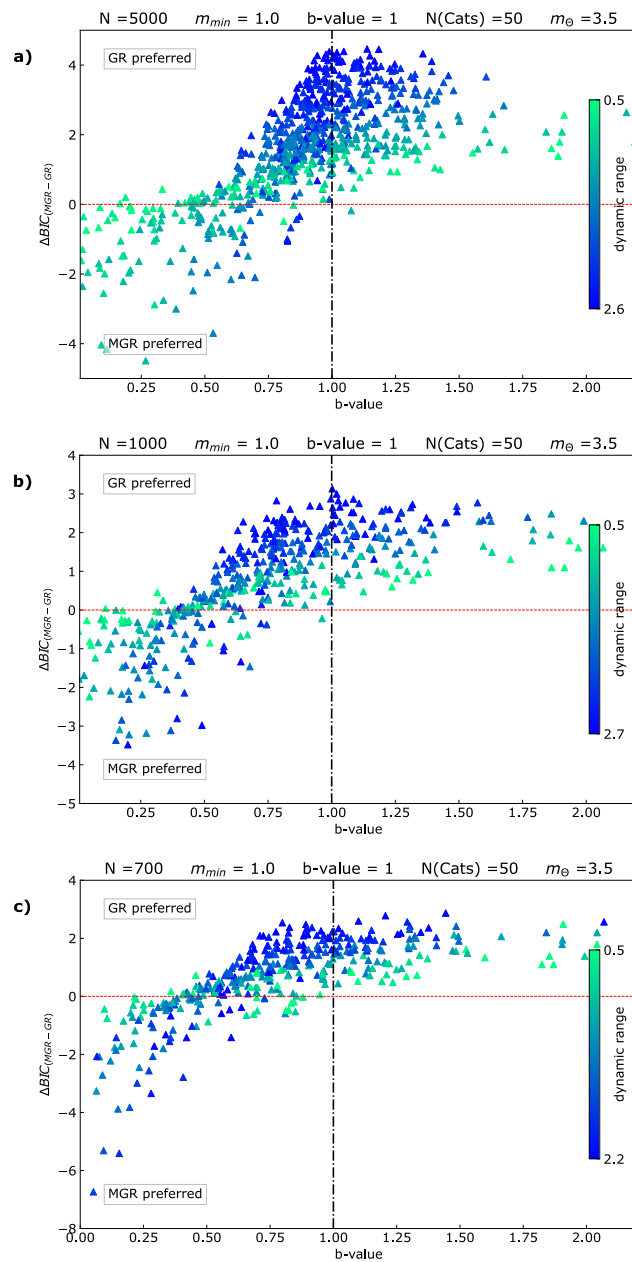 N =5000 m_min = 1.0 b-value = 1 N(Cats) =50 m_Θ =3.5
a)
GR preferred
4
2
0
−2
−4
ΔBIC(MGR−GR)
MGR preferred
0.5
dynamic range
2.6
0.25 0.50 0.75 1.00 1.25 1.50 1.75 2.00
b-value
N =1000 m_min = 1.0 b-value = 1 N(Cats) =50 m_Θ =3.5
b)
GR preferred
4
3
2
1
0
−1
−2
−3
−4
−5
ΔBIC(MGR−GR)
MGR preferred
0.5
dynamic range
2.7
0.25 0.50 0.75 1.00 1.25 1.50 1.75 2.00
b-value
N =700 m_min = 1.0 b-value = 1 N(Cats) =50 m_Θ =3.5
c)
GR preferred
4
2
0
−2
−4
−6
−8
ΔBIC(MGR−GR)
MGR preferred
0.5
dynamic range
2.2
0.00 0.25 0.50 0.75 1.00 1.25 1.50 1.75 2.00
b-value